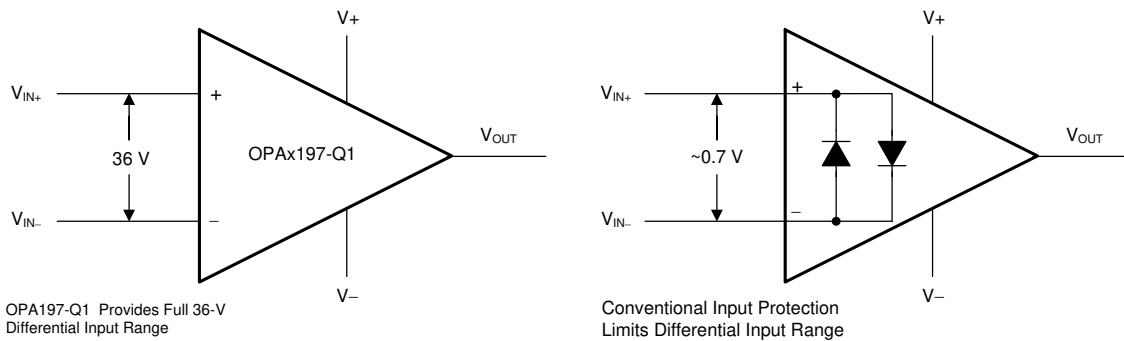 V+
VIN+
+
36 V
OPAx197-Q1
VOUT
VIN–
–
V–
OPA197-Q1 Provides Full 36-V
Differential Input Range
V+
VIN+
+
~0.7 V
VOUT
VIN–
–
V–
Conventional Input Protection
Limits Differential Input Range